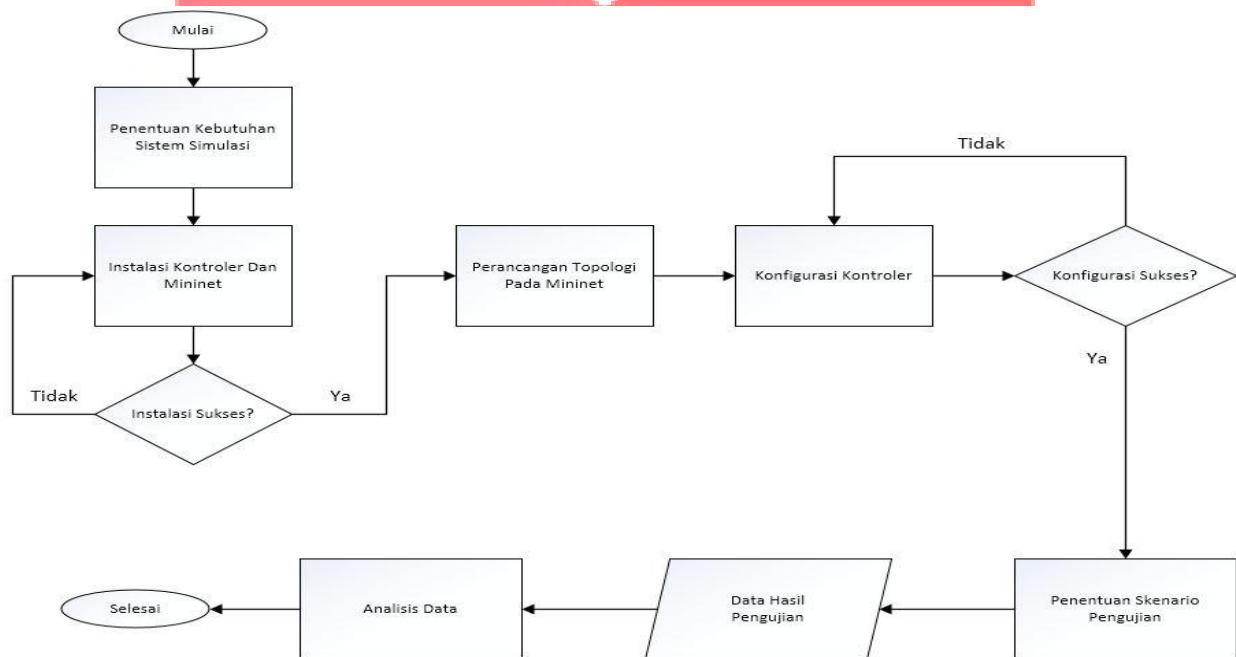 Mulai
Penentuan Kebutuhan
Sistem Simulasi
Instalasi Kontroler Dan
Mininet
Instalasi Sukses?
Tidak
Ya
Perancangan Topologi
Pada Mininet
Konfigurasi Kontroler
Konfigurasi Sukses?
Tidak
Ya
Penentuan Skenario
Pengujian
Data Hasil
Pengujian
Analisis Data
Selesai